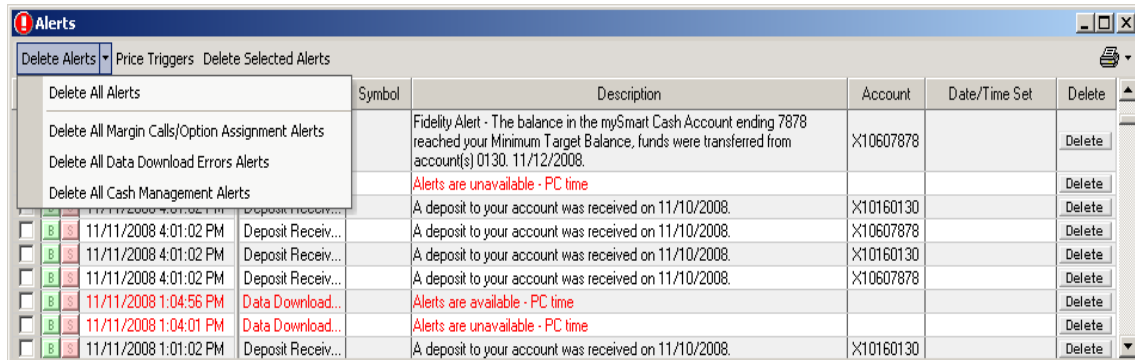 Alerts
Delete Alerts Price Triggers Delete Selected Alerts
Delete All Alerts
Delete All Margin Calls/Option Assignment Alerts
Delete All Data Download Errors Alerts
Delete All Cash Management Alerts
Symbol Description Account Date/Time Set Delete
Fidelity Alert - The balance in the mySmart Cash Account ending 7878
reached your Minimum Target Balance, funds were transferred from
account(s) 0130. 11/12/2008.
X10607878 Delete
Alerts are unavailable - PC time Delete
B S 11/11/2008 4:01:02 PM Deposit Receiv... A deposit to your account was received on 11/10/2008. X10160130 Delete
B S 11/11/2008 4:01:02 PM Deposit Receiv... A deposit to your account was received on 11/10/2008. X10607878 Delete
B S 11/11/2008 4:01:02 PM Deposit Receiv... A deposit to your account was received on 11/10/2008. X10160130 Delete
B S 11/11/2008 4:01:02 PM Deposit Receiv... A deposit to your account was received on 11/10/2008. X10607878 Delete
B S 11/11/2008 1:04:56 PM Data Download... Alerts are available - PC time Delete
B S 11/11/2008 1:04:01 PM Data Download... Alerts are unavailable - PC time Delete
B S 11/11/2008 1:01:02 PM Deposit Receiv... A deposit to your account was received on 11/10/2008. X10160130 Delete